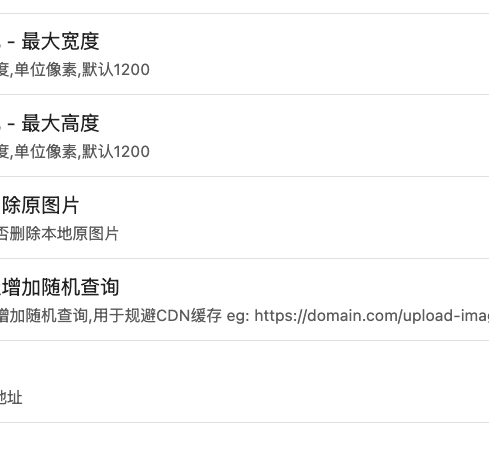 - 最大宽度
度,单位像素,默认1200
- 最大高度
度,单位像素,默认1200
除原图片
否删除本地原图片
增加随机查询
增加随机查询,用于规避CDN缓存 eg: https://domain.com/upload-imag
地址